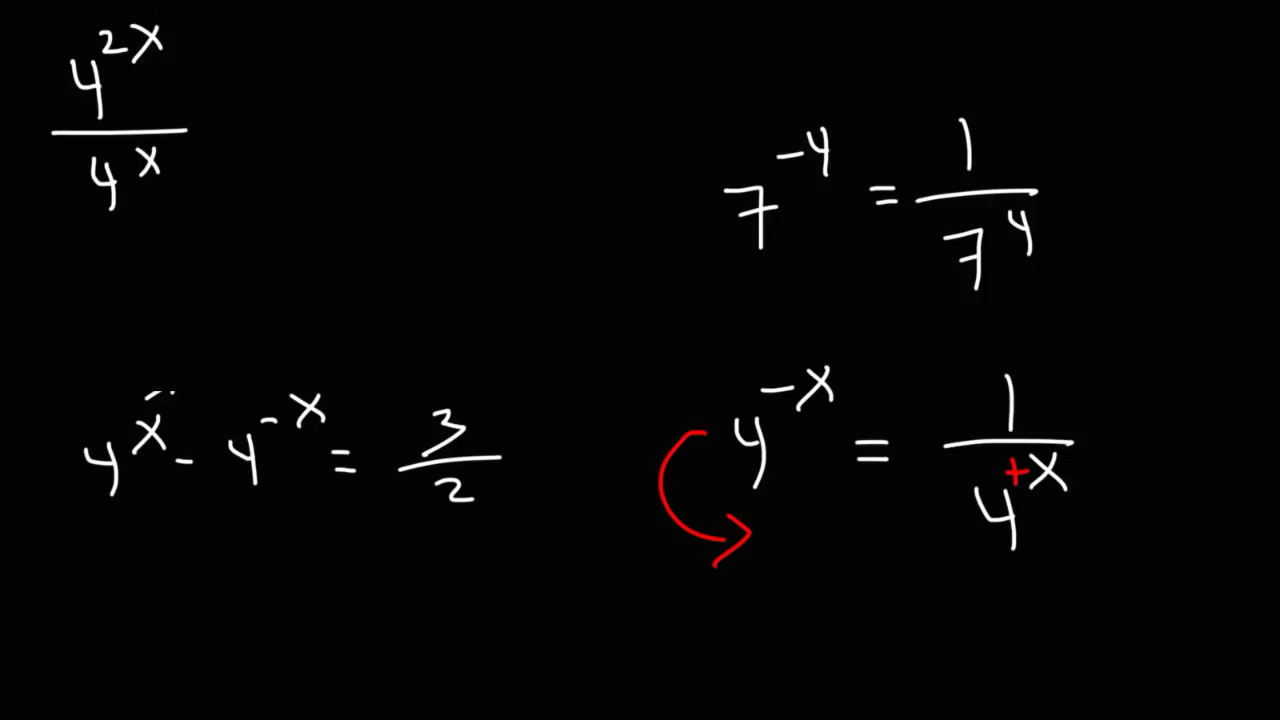 4^{2x} / 4^x
7^{-4} = 1 / 7^4
4^x - 4^{-x} = 3/2
4^{-x} = 1 / 4^{+x}